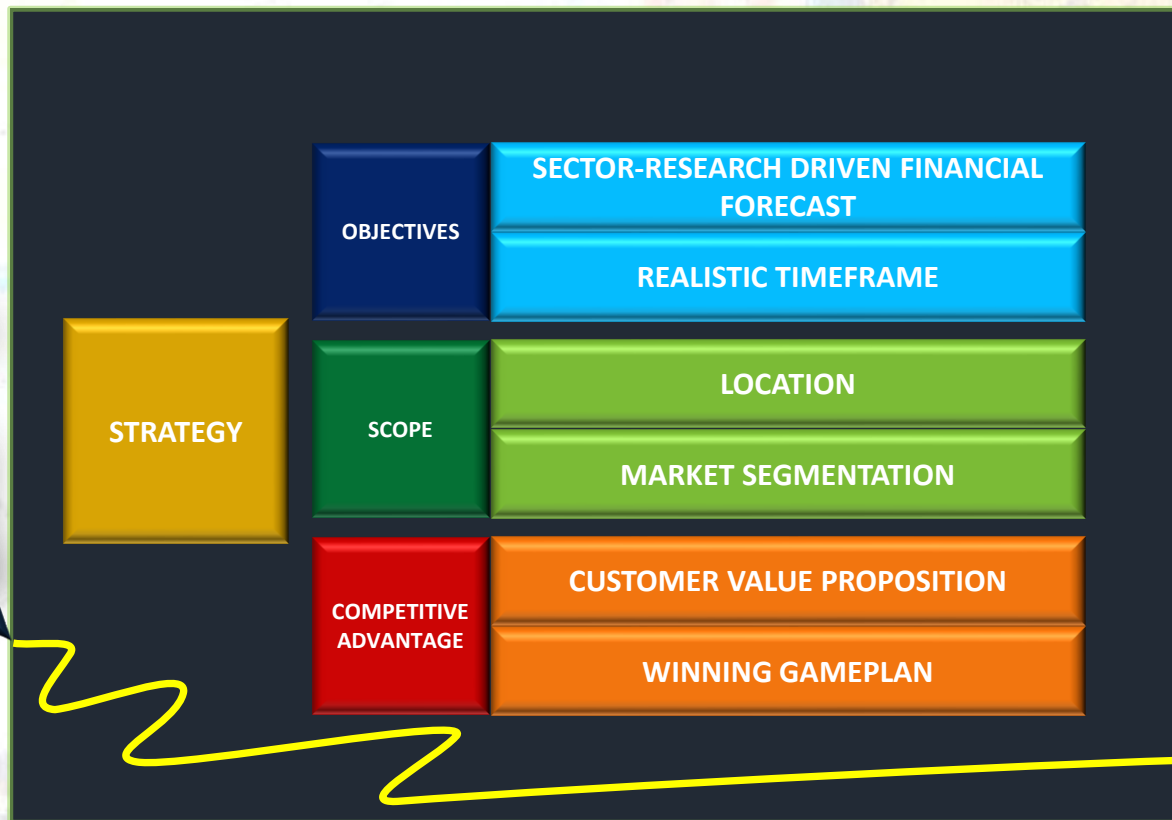 STRATEGY
OBJECTIVES
SECTOR-RESEARCH DRIVEN FINANCIAL
FORECAST
REALISTIC TIMEFRAME
SCOPE
LOCATION
MARKET SEGMENTATION
COMPETITIVE
ADVANTAGE
CUSTOMER VALUE PROPOSITION
WINNING GAMEPLAN